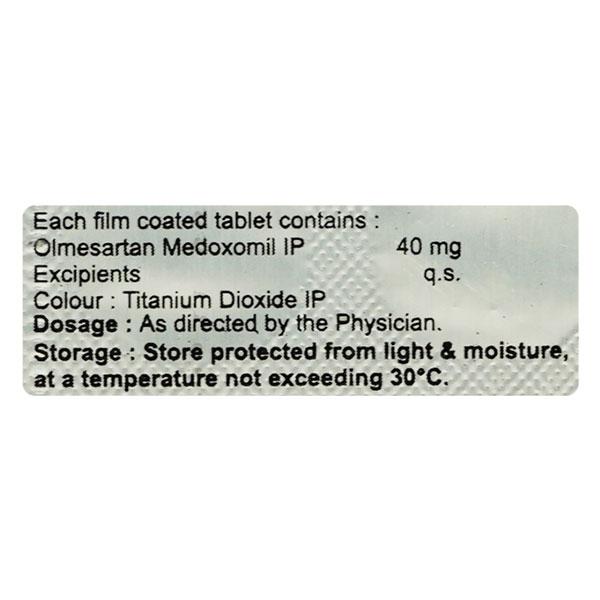 Each film coated tablet contains :
Olmesartan Medoxomil IP 40 mg
Excipients q.s.
Colour : Titanium Dioxide IP
Dosage : As directed by the Physician.
Storage : Store protected from light & moisture,
at a temperature not exceeding 30°C.